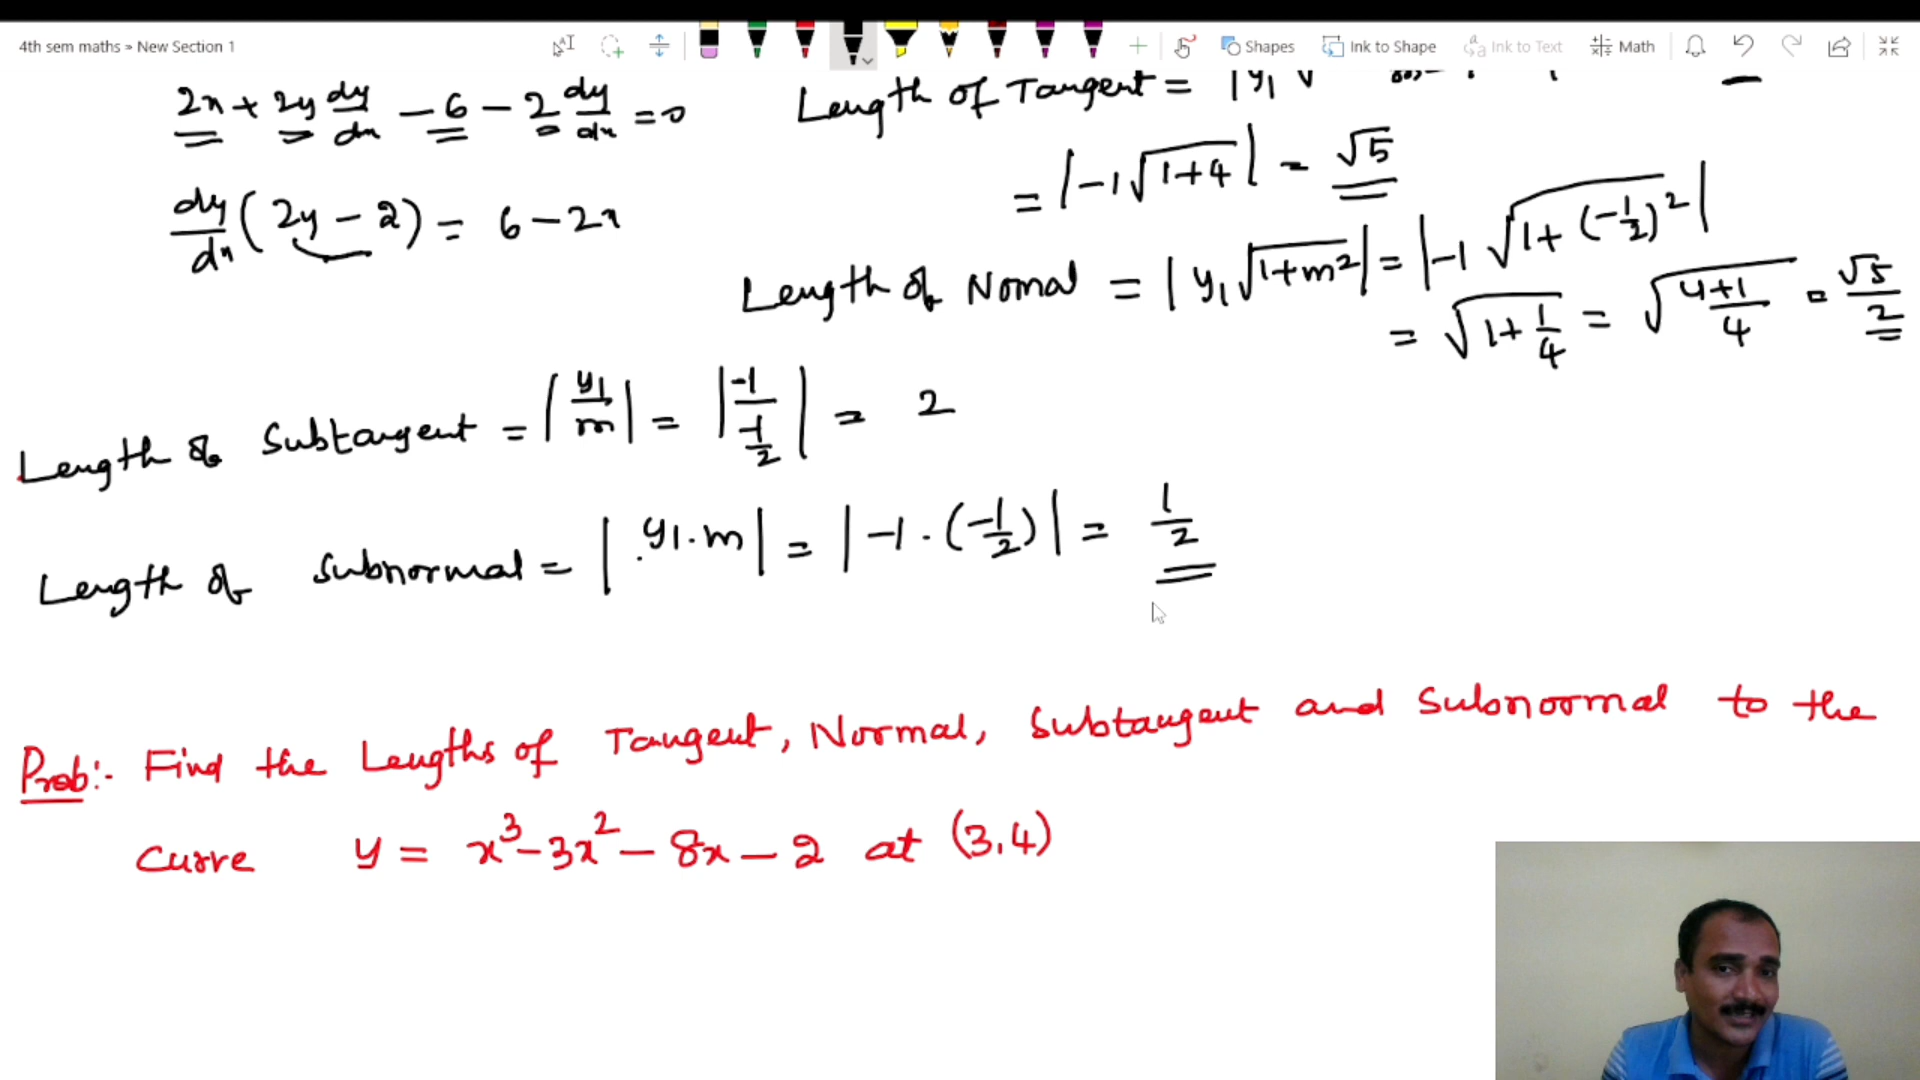 4th sem maths » New Section 1
Shapes Ink to Shape Ink to Text Math
2x + 2y dy/dx - 6 - 2 dy/dx = 0
Length of Tangent = |y₁ √
= |-1√(1+4)| = √5
dy/dx (2y - 2) = 6 - 2x
Length of Nomal = |y₁√(1+m²)| = |-1 √(1+(-1/2)²)|
= √(1+1/4) = √((4+1)/4) = √5/2
Length of Subtangent = |y₁/m| = |-1/(-1/2)| = 2
Length of Subnormal = |y₁.m| = |-1.(-1/2)| = 1/2
Prob:- Find the Lengths of Tangent, Normal, Subtangent and Subnormal to the
curve y = x³-3x²-8x-2 at (3,4)